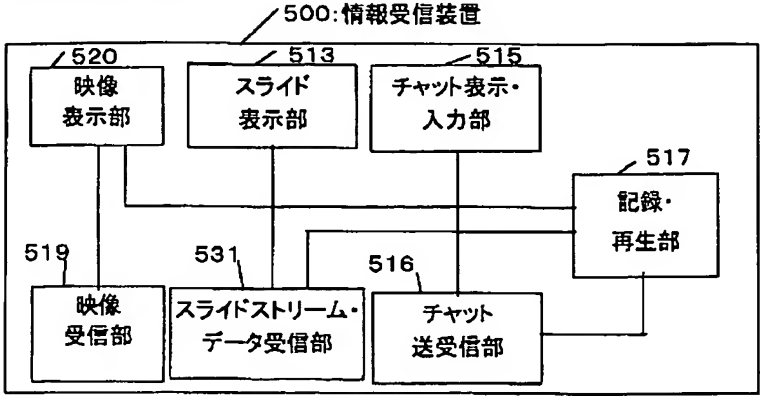 500:情報受信装置
520
映像
表示部
513
スライド
表示部
515
チャット表示・
入力部
517
記録・
再生部
519
映像
受信部
531
スライドストリーム・
データ受信部
516
チャット
送受信部